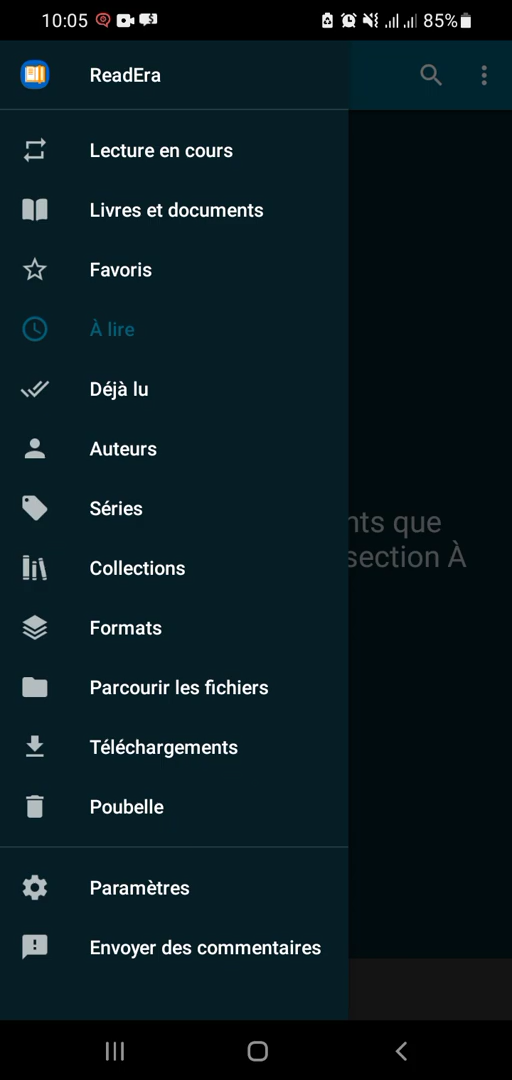 10:05 85%
ReadEra
Lecture en cours
Livres et documents
Favoris
À lire
Déjà lu
Auteurs
nts que
Séries
section À
Collections
Formats
Parcourir les fichiers
Téléchargements
Poubelle
Paramètres
Envoyer des commentaires